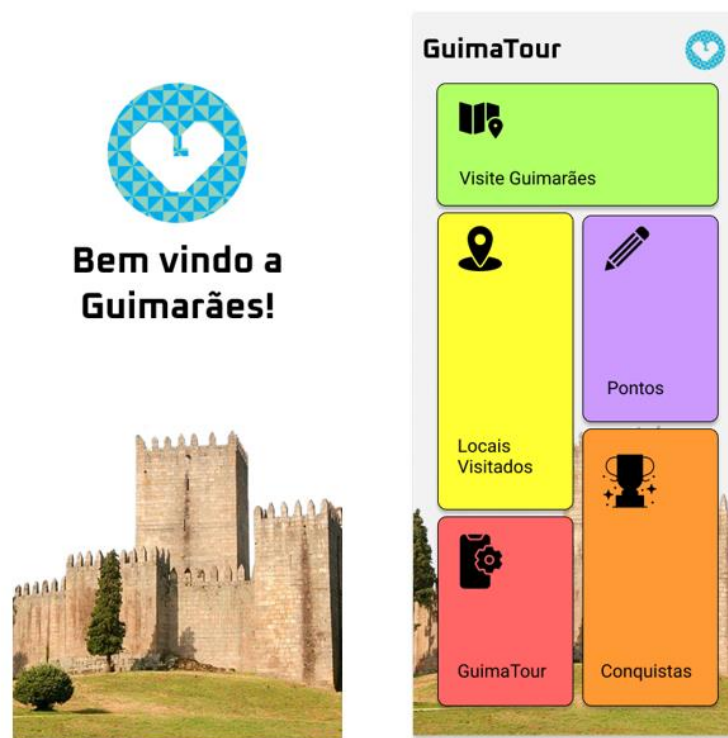 Bem vindo a
Guimarães!
GuimaTour
Visite Guimarães
Locais
Visitados
Pontos
GuimaTour
Conquistas